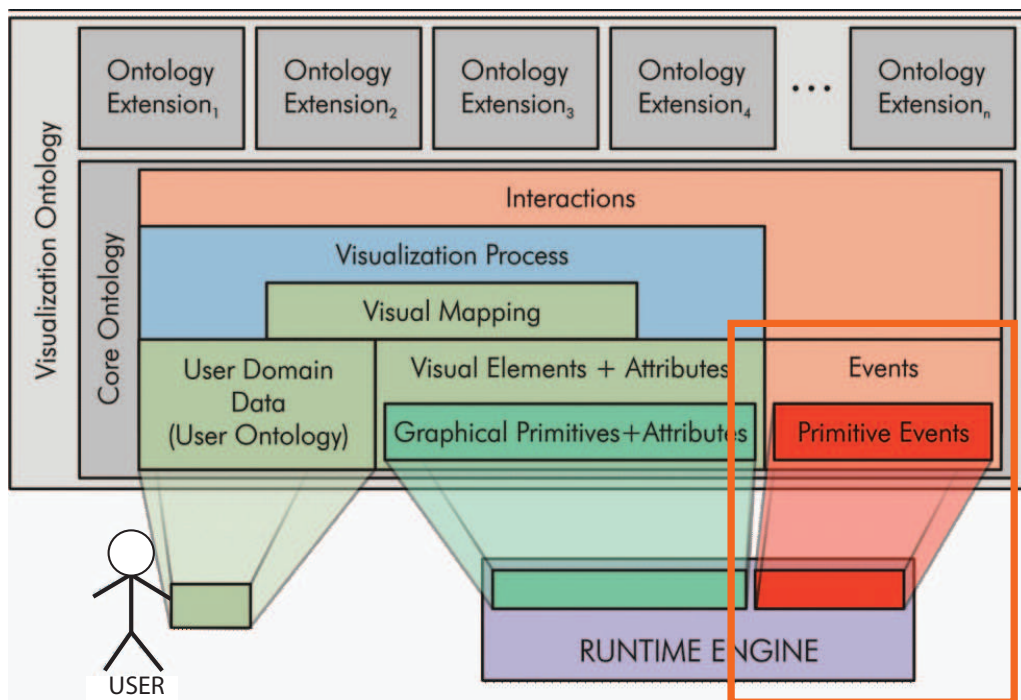 Visualization Ontology
Ontology
Extension1
Ontology
Extension2
Ontology
Extension3
Ontology
Extension4
...
Ontology
Extensionn
Core Ontology
Interactions
Visualization Process
Visual Mapping
User Domain
Data
(User Ontology)
Visual Elements + Attributes
Graphical Primitives+Attributes
Events
Primitive Events
RUNTIME ENGINE
USER